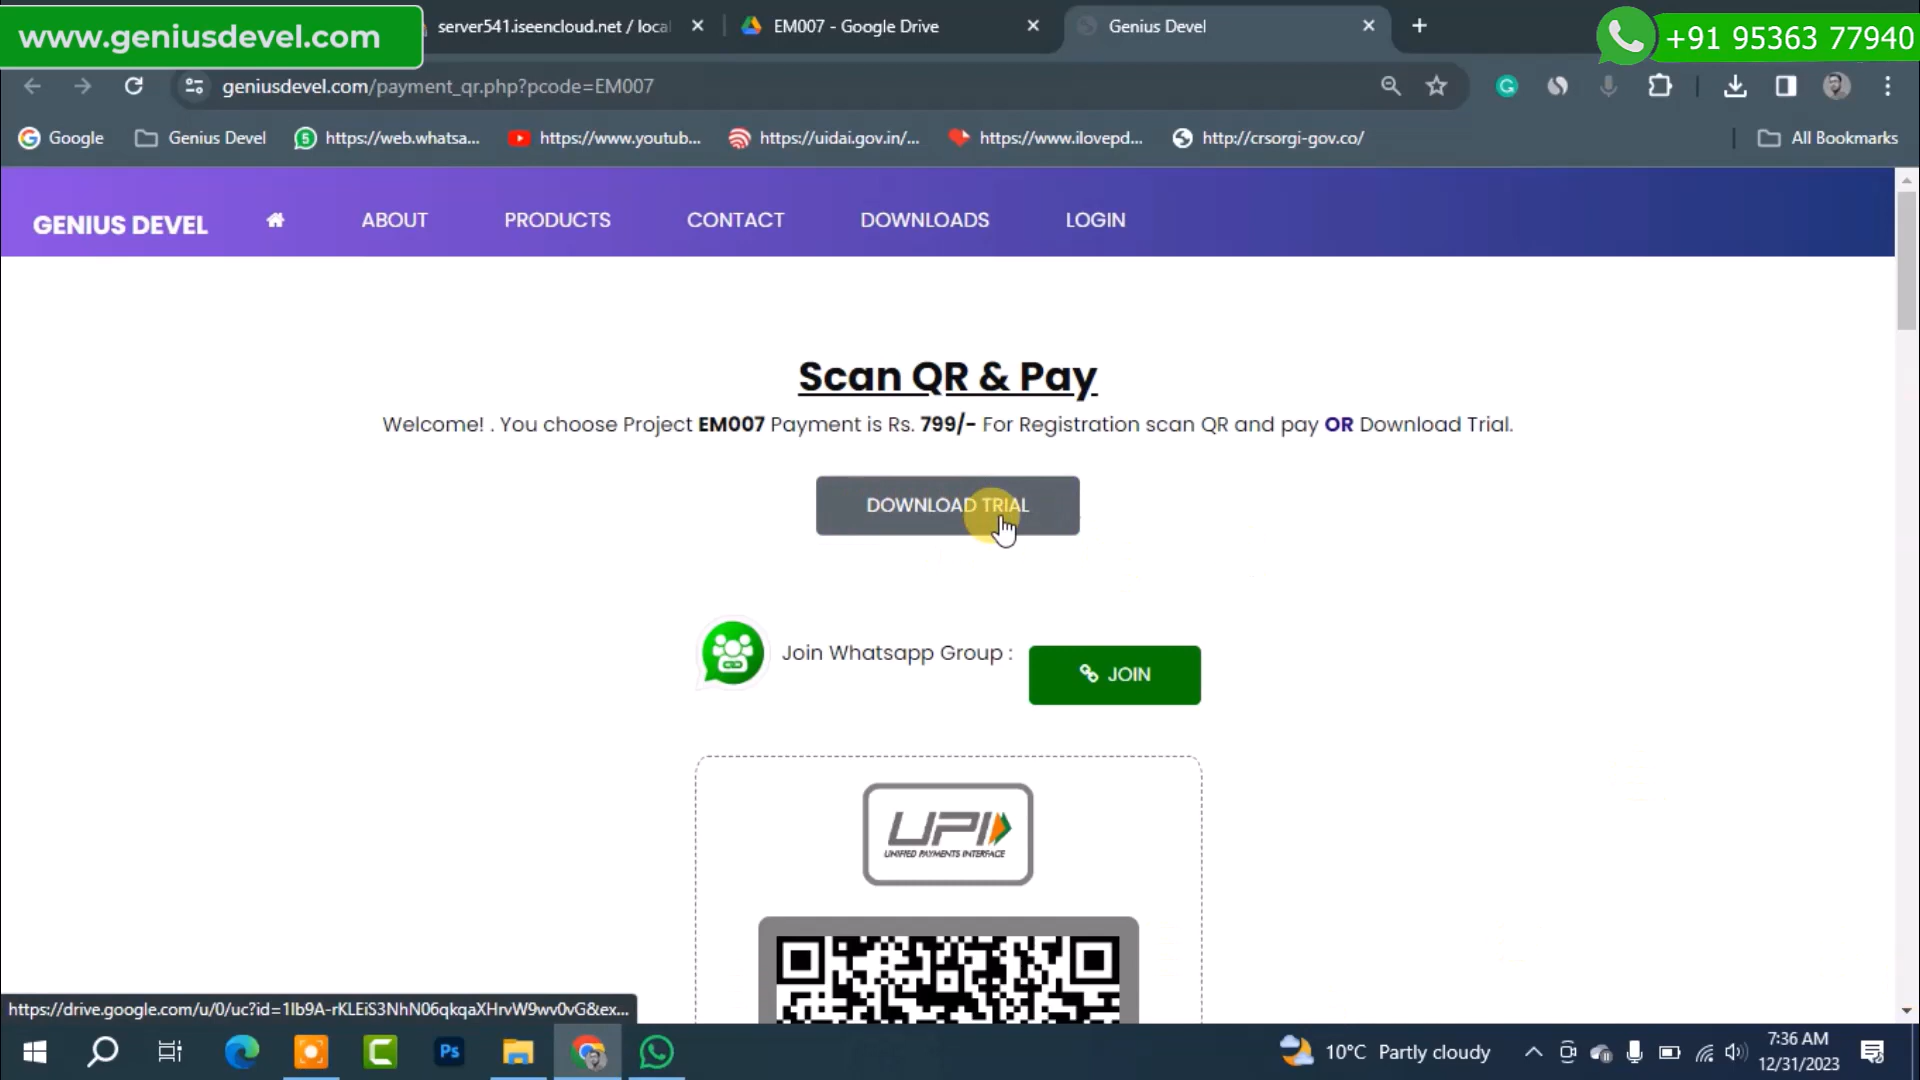 www.geniusdevel.com
server541.iseencloud.net / loca
EM007 - Google Drive
Genius Devel
+91 95363 77940
geniusdevel.com/payment_qr.php?pcode=EM007
Google
Genius Devel
https://web.whatsa...
https://www.youtub...
https://uidai.gov.in/...
https://www.ilovepd...
http://crsorgi-gov.co/
All Bookmarks
GENIUS DEVEL
ABOUT
PRODUCTS
CONTACT
DOWNLOADS
LOGIN
Scan QR & Pay
Welcome! . You choose Project EM007 Payment is Rs. 799/- For Registration scan QR and pay OR Download Trial.
DOWNLOAD TRIAL
Join Whatsapp Group :
JOIN
UPI
UNIFIED PAYMENTS INTERFACE
https://drive.google.com/u/0/uc?id=1lb9A-rKLEiS3NhN06qkqaXHrvW9wv0vG&ex...
10°C Partly cloudy
7:36 AM
12/31/2023